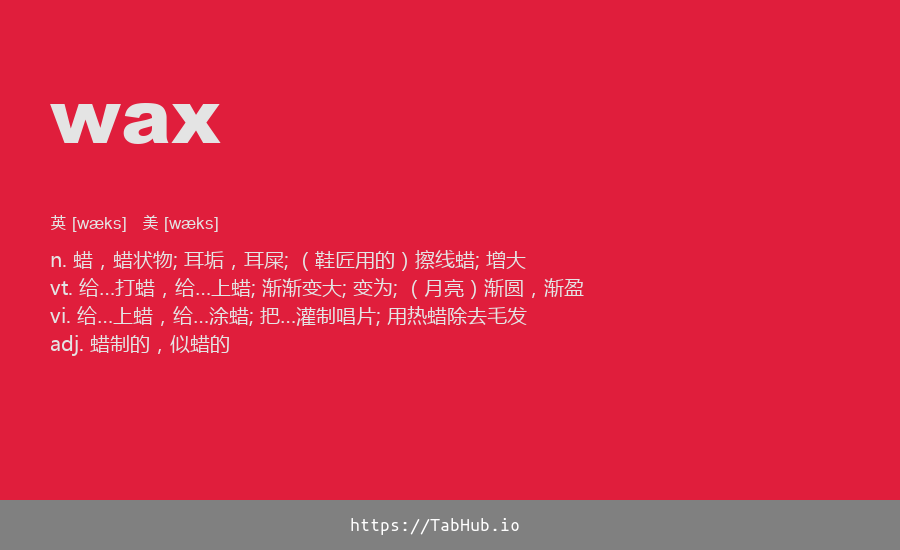 wax
英 [wæks] 美 [wæks]
n. 蜡，蜡状物; 耳垢，耳屎; （鞋匠用的）擦线蜡; 增大
vt. 给...打蜡，给...上蜡; 渐渐变大; 变为; （月亮）渐圆，渐盈
vi. 给...上蜡，给...涂蜡; 把...灌制唱片; 用热蜡除去毛发
adj. 蜡制的，似蜡的
https://TabHub.io